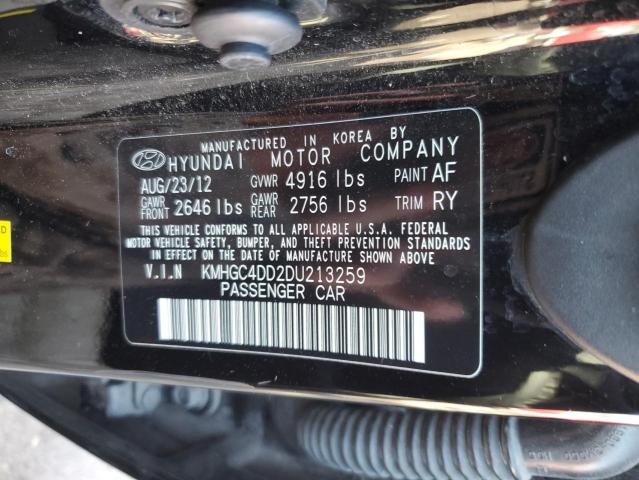 MANUFACTURED IN KOREA BY
HYUNDAI MOTOR COMPANY
AUG/23/12 GVWR 4916 lbs PAINT AF
GAWR FRONT 2646 lbs GAWR REAR 2756 lbs TRIM RY
THIS VEHICLE CONFORMS TO ALL APPLICABLE U.S.A. FEDERAL
MOTOR VEHICLE SAFETY, BUMPER, AND THEFT PREVENTION STANDARDS
IN EFFECT ON THE DATE OF MANUFACTURE SHOWN ABOVE.
V.I.N KMHGC4DD2DU213259
PASSENGER CAR